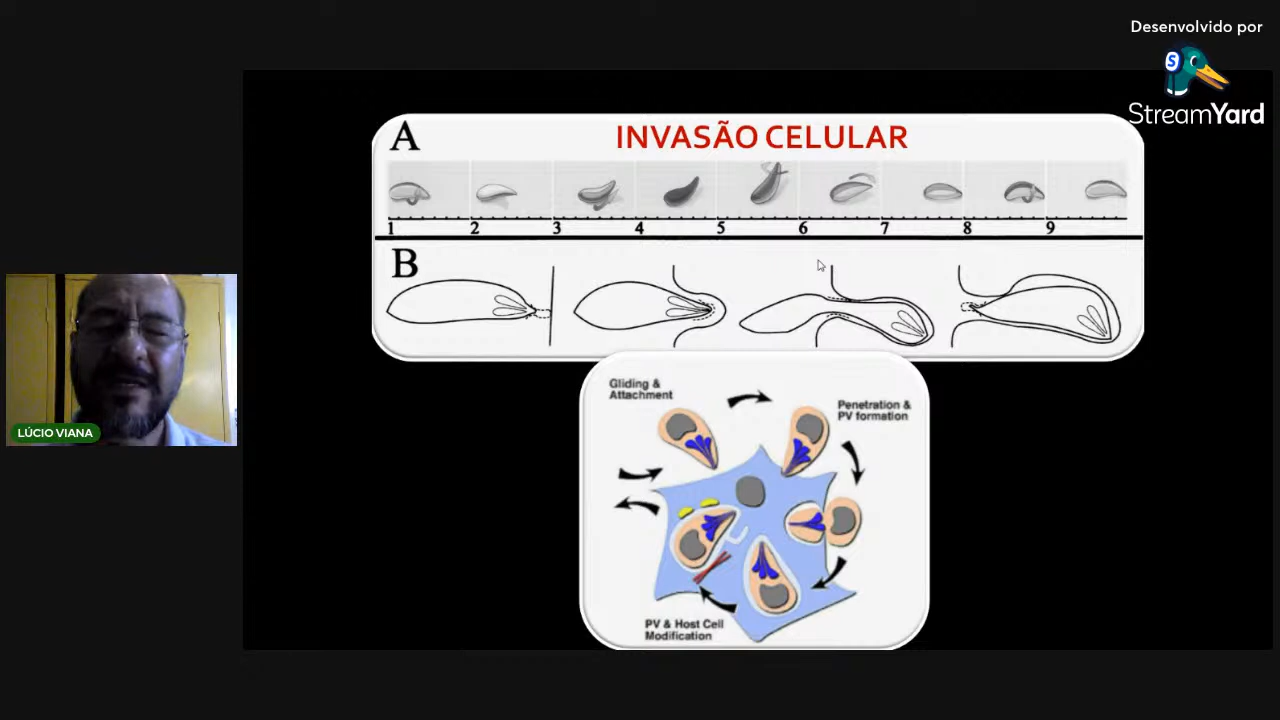 Desenvolvido por
StreamYard
A
INVASÃO CELULAR
1 2 3 4 5 6 7 8 9
B
Gliding &
Attachment
Penetration &
PV formation
PV & Host Cell
Modification
LÚCIO VIANA